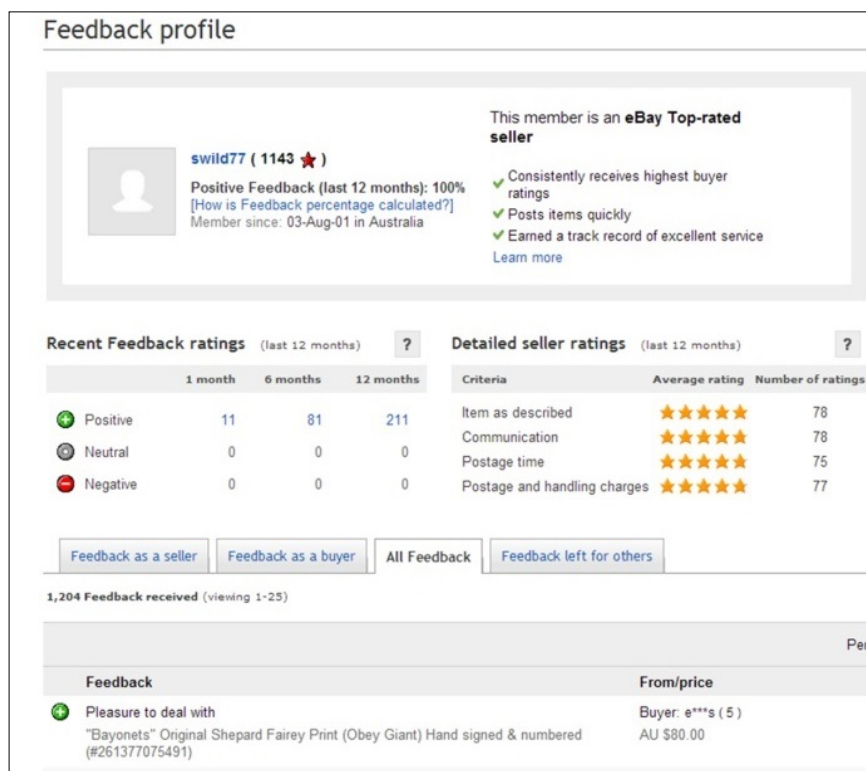 Feedback profile
swild77 ( 1143 )
Positive Feedback (last 12 months): 100%
[How is Feedback percentage calculated?]
Member since: 03-Aug-01 in Australia
This member is an eBay Top-rated
seller
Consistently receives highest buyer
ratings
Posts items quickly
Earned a track record of excellent service
Learn more
Recent Feedback ratings (last 12 months) ?
1 month 6 months 12 months
Positive 11 81 211
Neutral 0 0 0
Negative 0 0 0
Detailed seller ratings (last 12 months) ?
Criteria Average rating Number of ratings
Item as described 78
Communication 78
Postage time 75
Postage and handling charges 77
Feedback as a seller Feedback as a buyer All Feedback Feedback left for others
1,204 Feedback received (viewing 1-25)
Per
Feedback From/price
Pleasure to deal with Buyer: e***s ( 5 )
"Bayonets" Original Shepard Fairey Print (Obey Giant) Hand signed & numbered AU $80.00
(#261377075491)